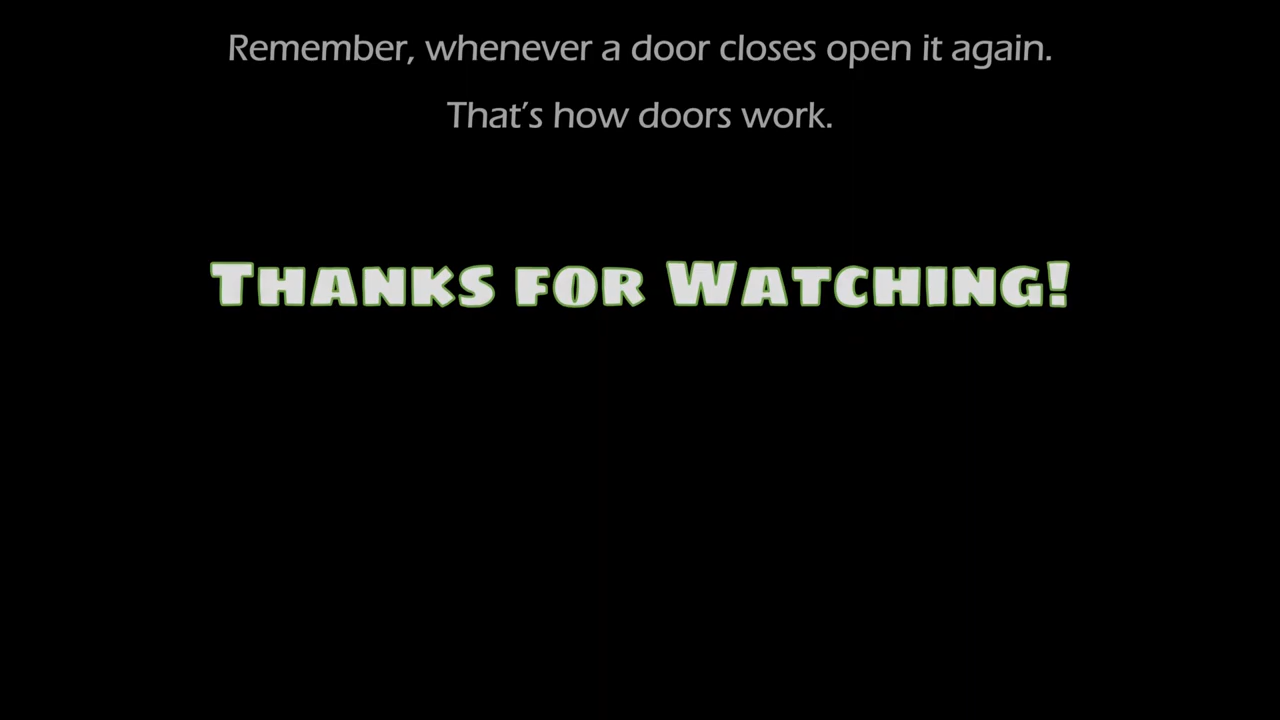 Remember, whenever a door closes open it again.
That's how doors work.
Thanks for Watching!